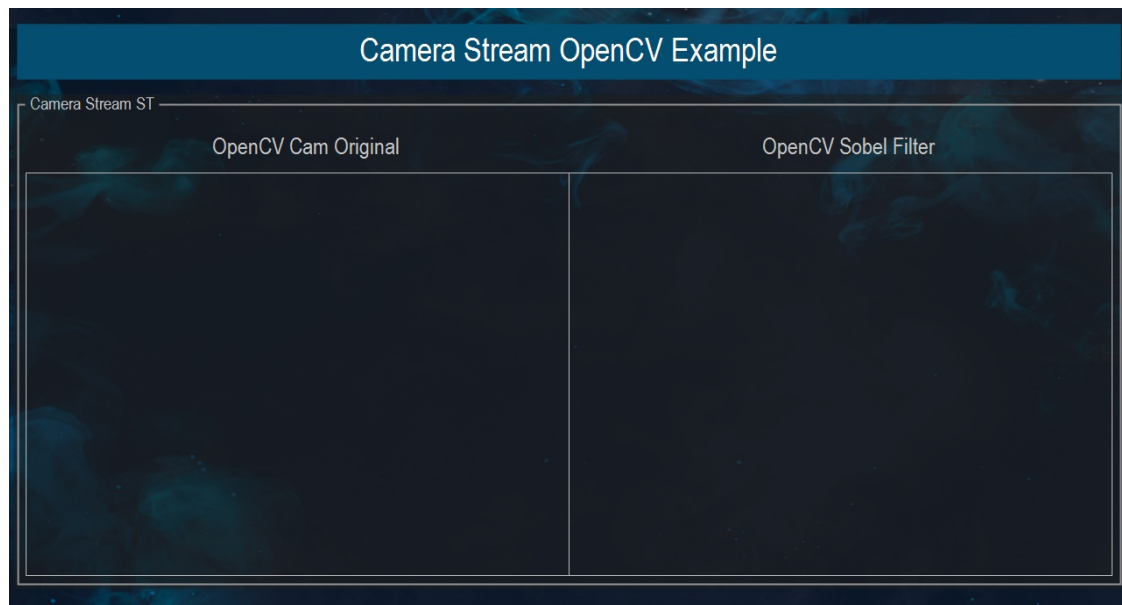 Camera Stream OpenCV Example
Camera Stream ST
OpenCV Cam Original
OpenCV Sobel Filter